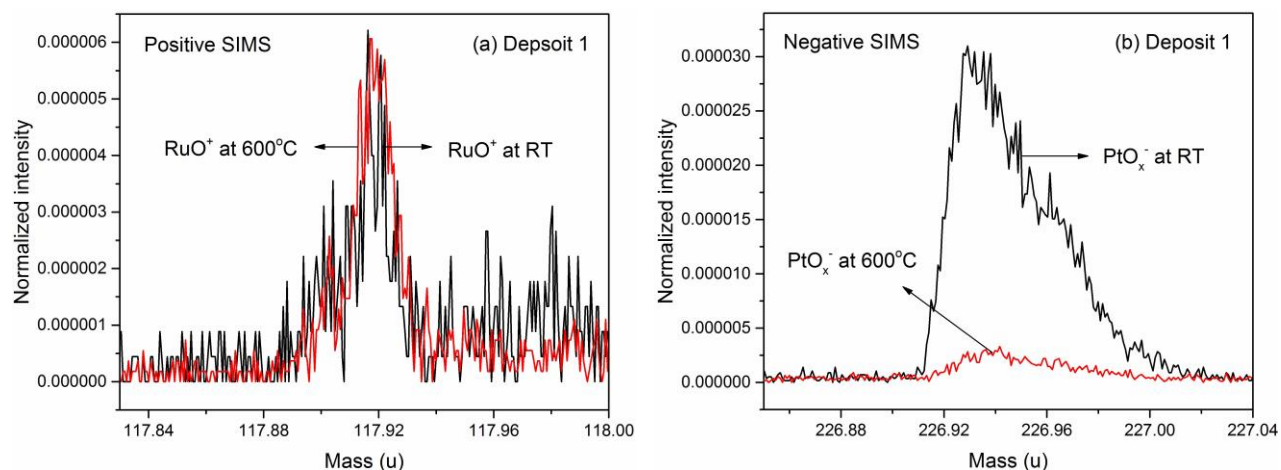 Positive SIMS
(a) Depsoit 1
RuO⁺ at 600°C
RuO⁺ at RT
Normalized intensity
0.000006
0.000005
0.000004
0.000003
0.000002
0.000001
0.000000
117.84 117.88 117.92 117.96 118.00
Mass (u)
Negative SIMS
(b) Deposit 1
PtOₓ⁻ at RT
PtOₓ⁻ at 600°C
Normalized intensity
0.000030
0.000025
0.000020
0.000015
0.000010
0.000005
0.000000
226.88 226.92 226.96 227.00 227.04
Mass (u)